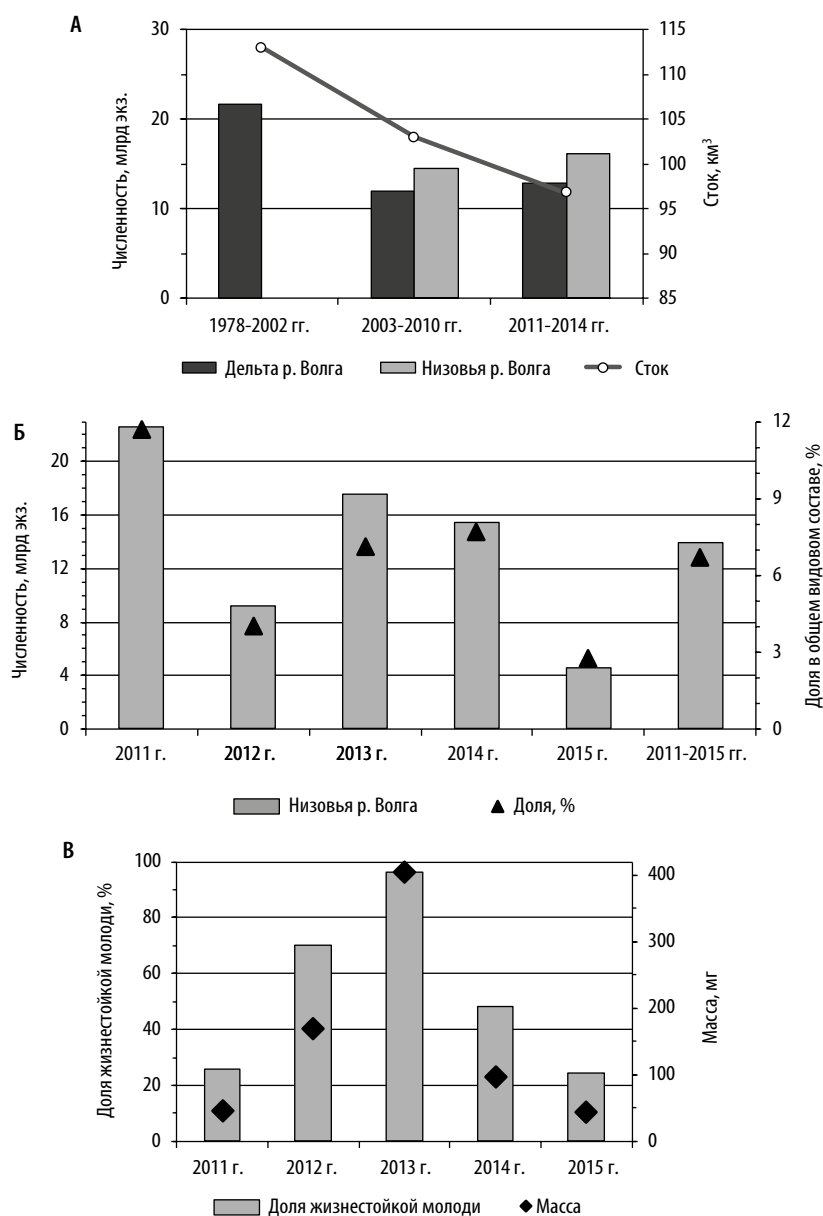 А
Численность, млрд экз.
30
20
10
0
115
110
105
100
95
90
85
Сток, км³
1978-2002 гг. 2003-2010 гг. 2011-2014 гг.
Дельта р. Волга Низовья р. Волга Сток
Б
Численность, млрд экз.
20
16
12
8
4
0
12
9
6
3
0
Доля в общем видовом составе, %
2011 г. 2012 г. 2013 г. 2014 г. 2015 г. 2011-2015 гг.
Низовья р. Волга Доля, %
В
Доля жизнестойкой молоди, %
100
80
60
40
20
0
400
300
200
100
0
Масса, мг
2011 г. 2012 г. 2013 г. 2014 г. 2015 г.
Доля жизнестойкой молоди Масса